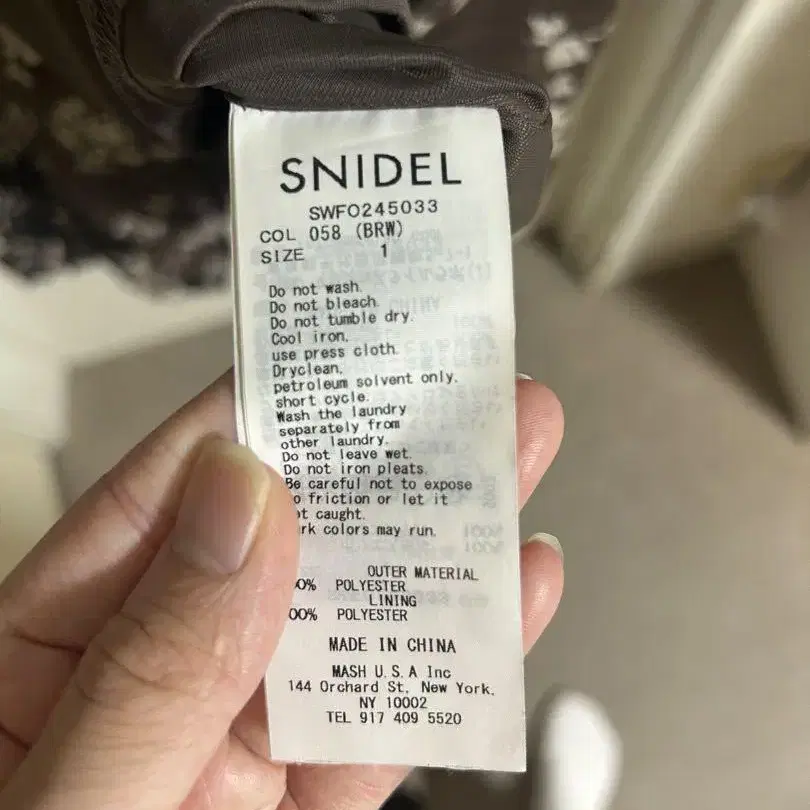 SNIDEL
SWFO245033
COL 058 (BRW)
SIZE 1
Do not wash.
Do not bleach.
Do not tumble dry.
Cool iron,
use press cloth.
Dryclean,
petroleum solvent only.
short cycle.
Wash the laundry
separately from
other laundry.
Do not leave wet.
Do not iron pleats.
Be careful not to expose
friction or let it
caught.
colors may run.
OUTER MATERIAL
POLYESTER
LINING
POLYESTER
MADE IN CHINA
MASH U.S.A Inc
144 Orchard St, New York,
NY 10002
TEL 917 409 5520